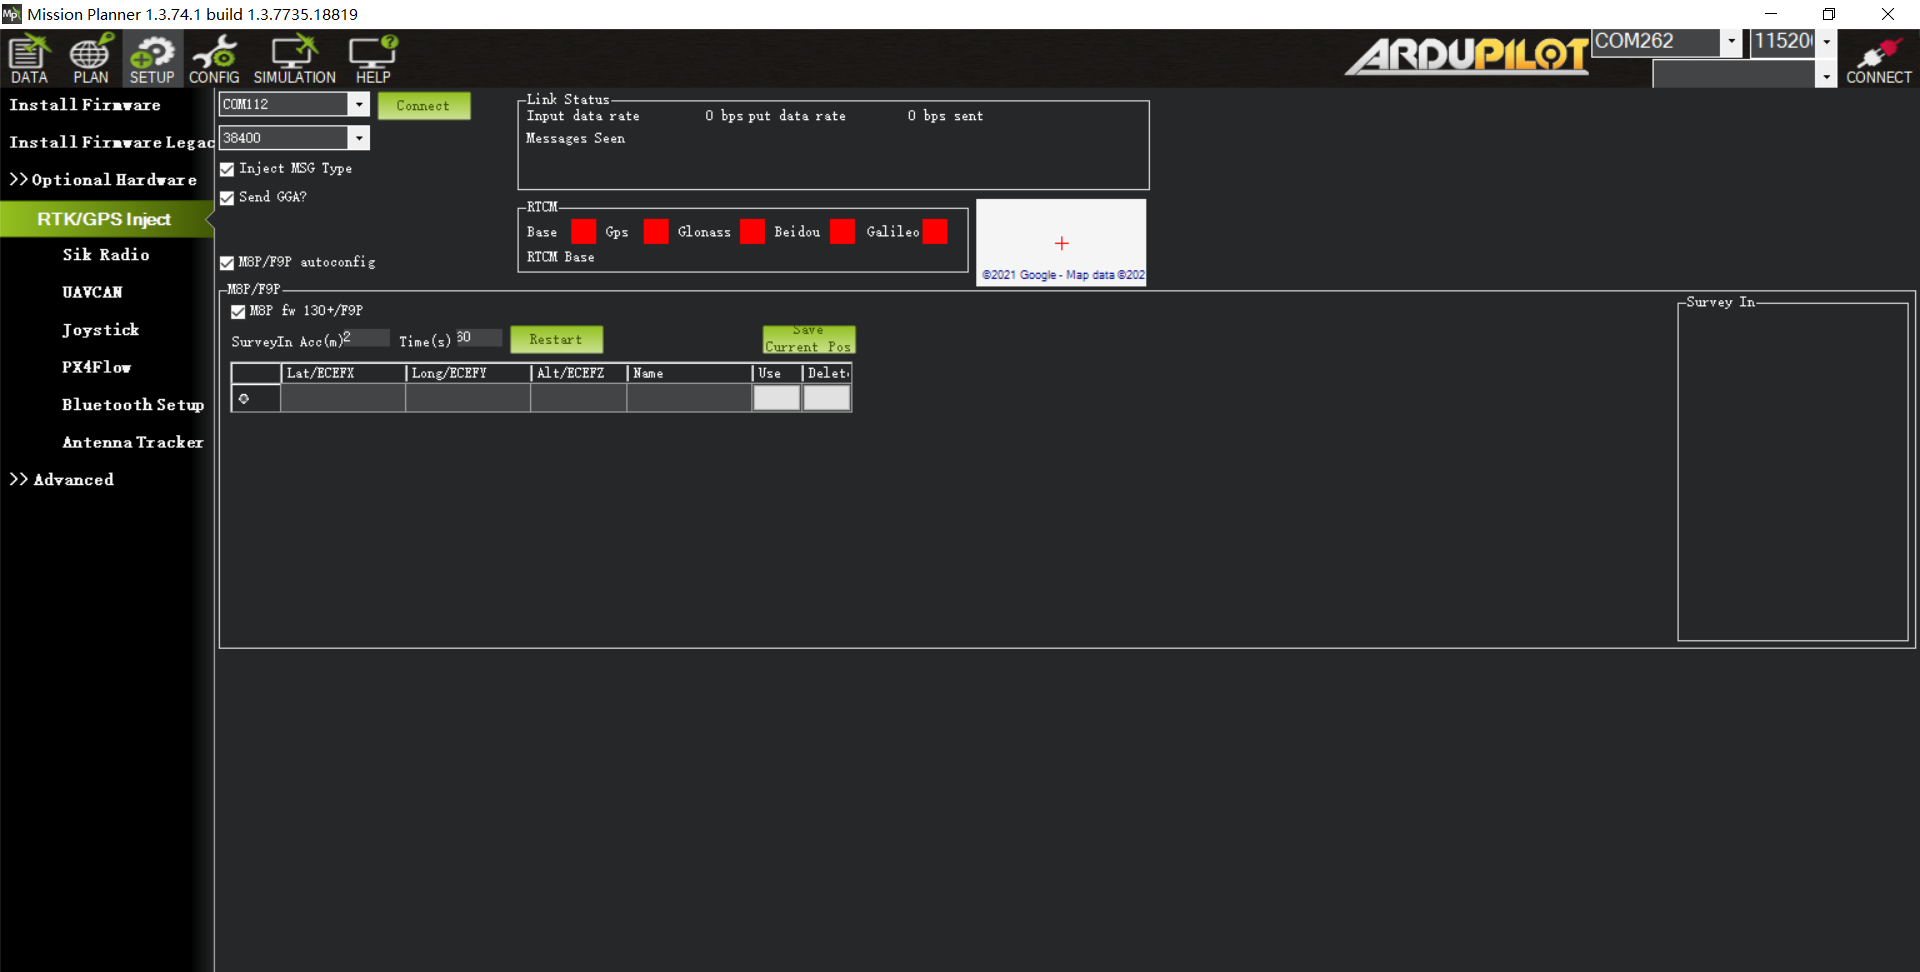 Mission Planner 1.3.74.1 build 1.3.7735.18819
DATA PLAN SETUP CONFIG SIMULATION HELP
ARDUPILOT
COM262 11520
CONNECT
Install Firmware
Install Firmware Legac
>> Optional Hardware
RTK/GPS Inject
Sik Radio
UAVCAN
Joystick
PX4Flow
Bluetooth Setup
Antenna Tracker
>> Advanced
COM112 Connect
38400
Inject MSG Type
Send GGA?
M8P/F9P autoconfig
Link Status
Input data rate 0 bps put data rate 0 bps sent
Messages Seen
RTCM
Base Gps Glonass Beidou Galileo
RTCM Base
+
©2021 Google - Map data ©202
M8P/F9P
M8P fw 130+/F9P
SurveyIn Acc(m) 2 Time(s) 60 Restart
Save
Current Pos
Lat/ECEFX Long/ECEFY Alt/ECEFZ Name Use Delet
Survey In